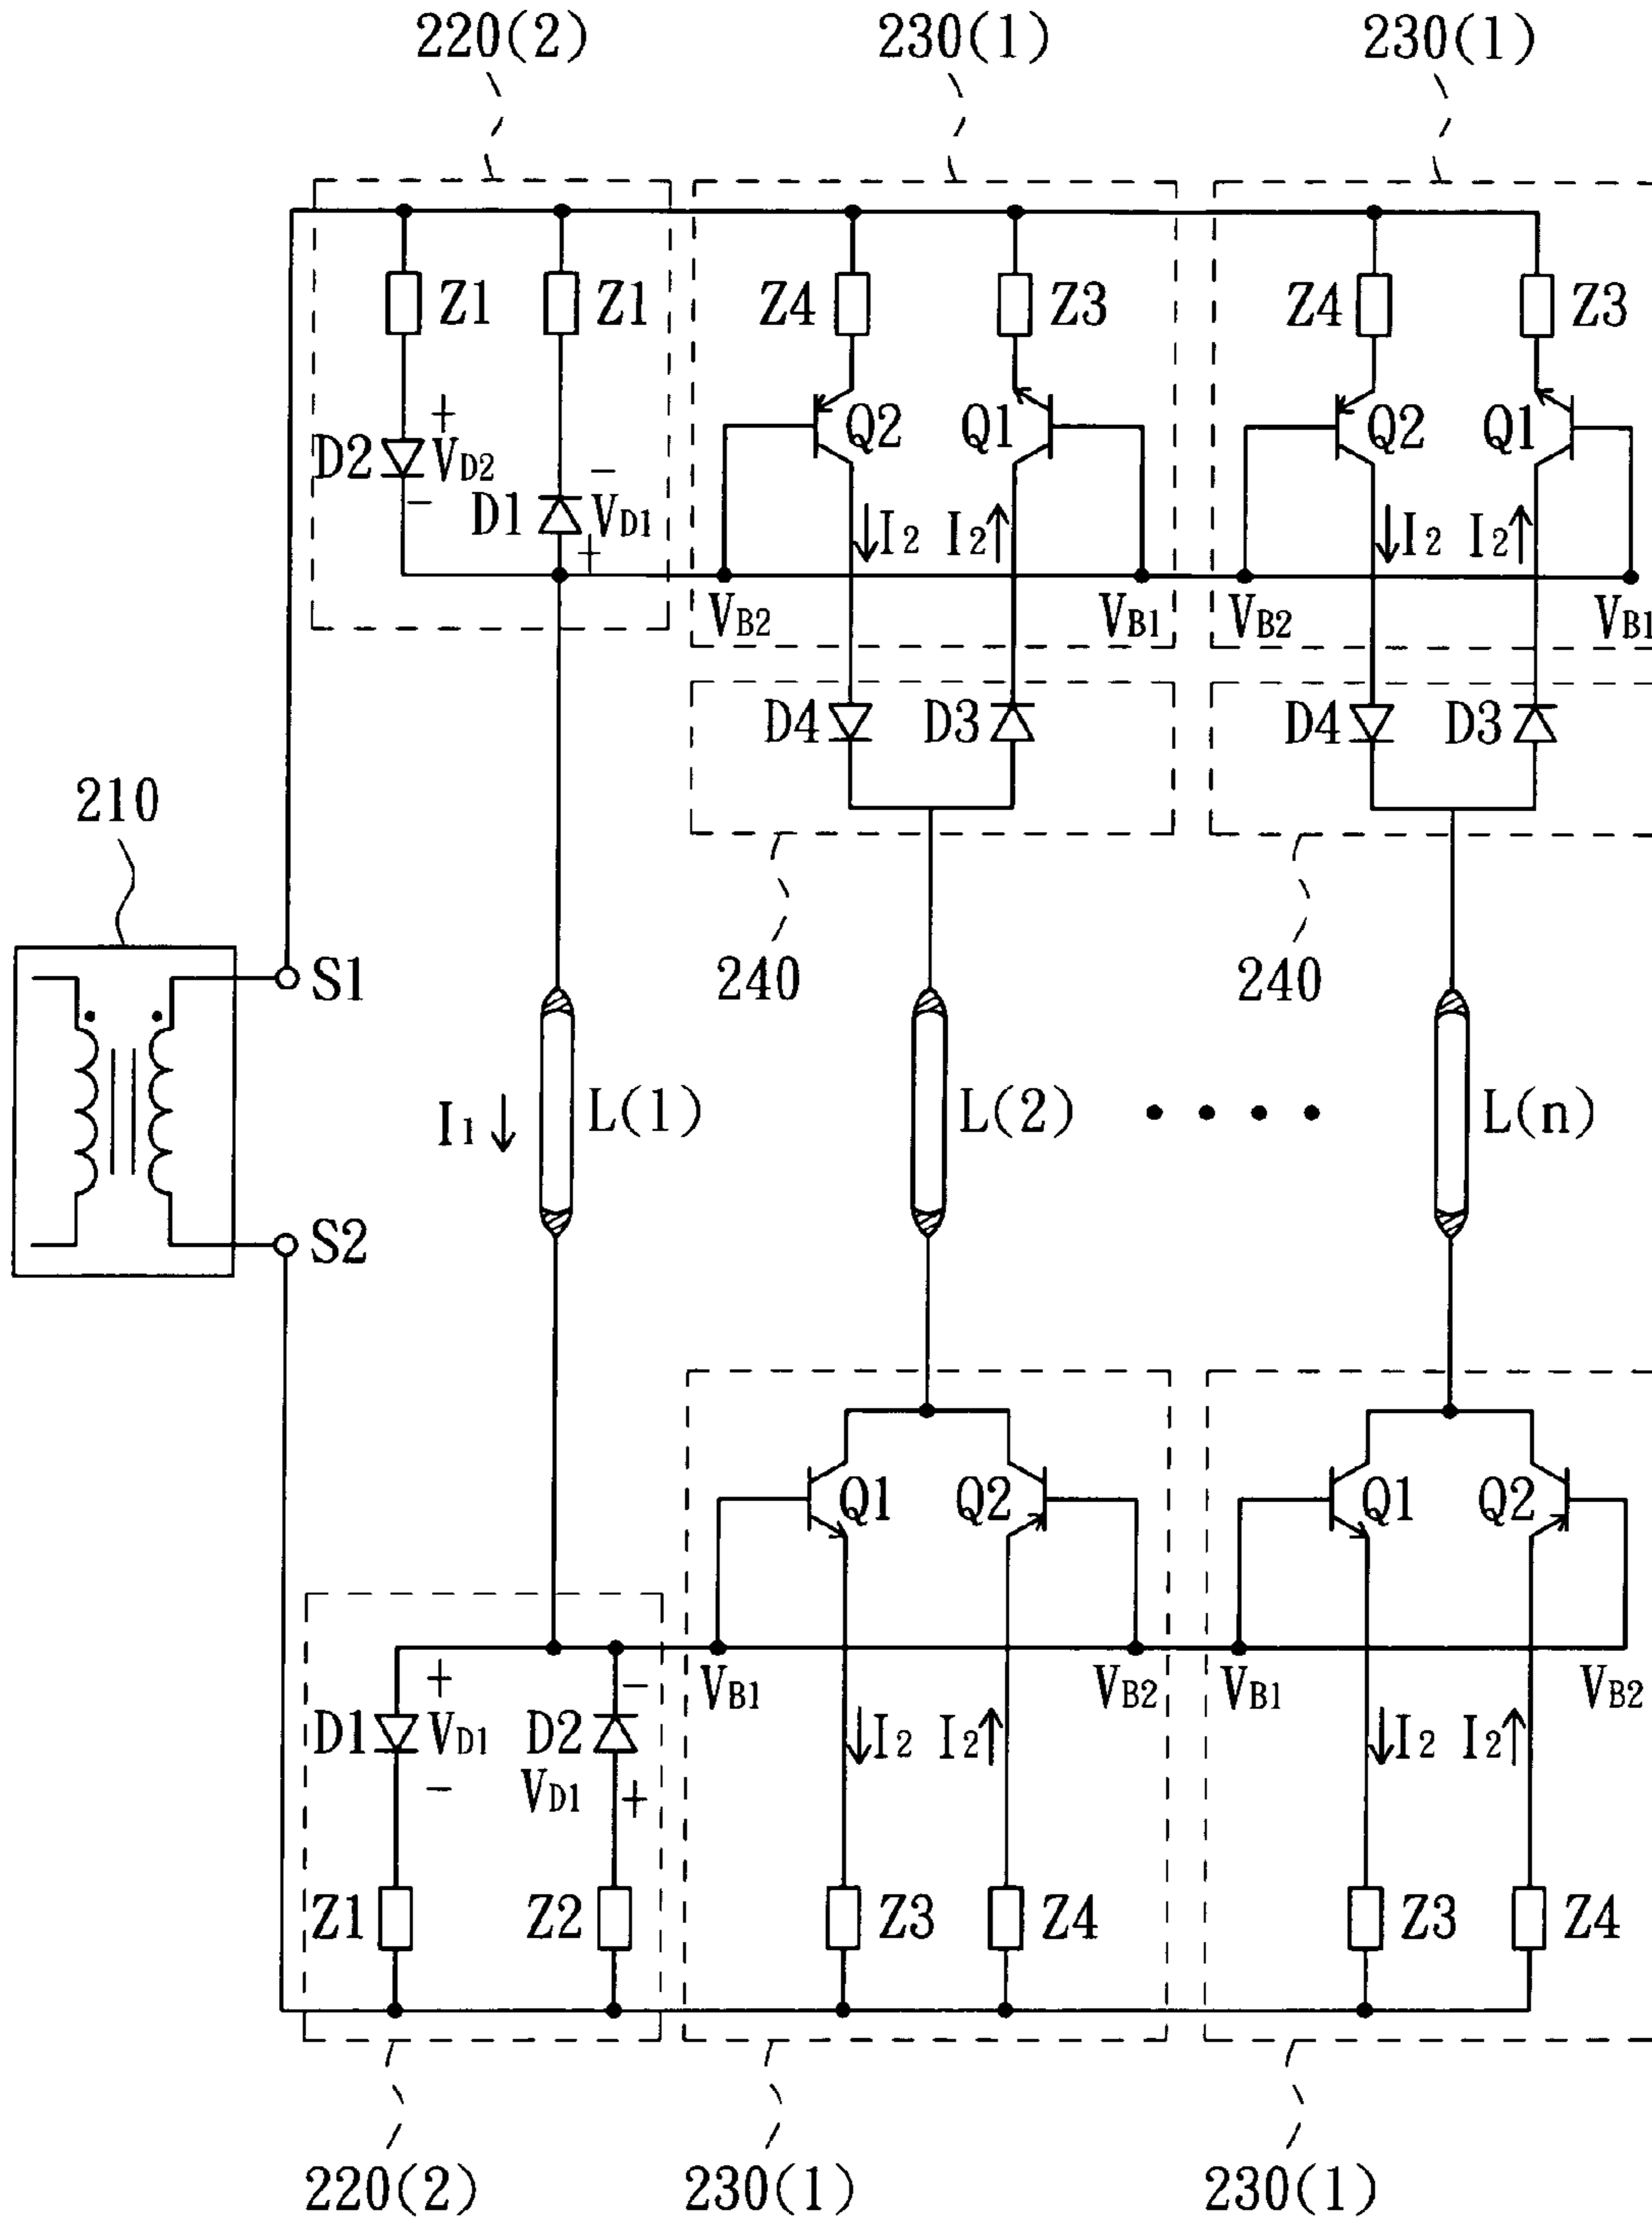 220(2) 230(1) 230(1)
Z1 Z1 Z4 Z3 Z4 Z3
Q2 Q1 Q2 Q1
+
D2 VD2
−
−
D1 VD1
+
I2 I2 I2 I2
VB2 VB1 VB2 VB1
D4 D3 D4 D3
210
240 240
S1
I1 L(1) L(2) L(n)
S2
Q1 Q2 Q1 Q2
VB1 VB2 VB1 VB2
+ −
D1 VD1 D2
− VD1 +
I2 I2 I2 I2
Z1 Z2 Z3 Z4 Z3 Z4
220(2) 230(1) 230(1)